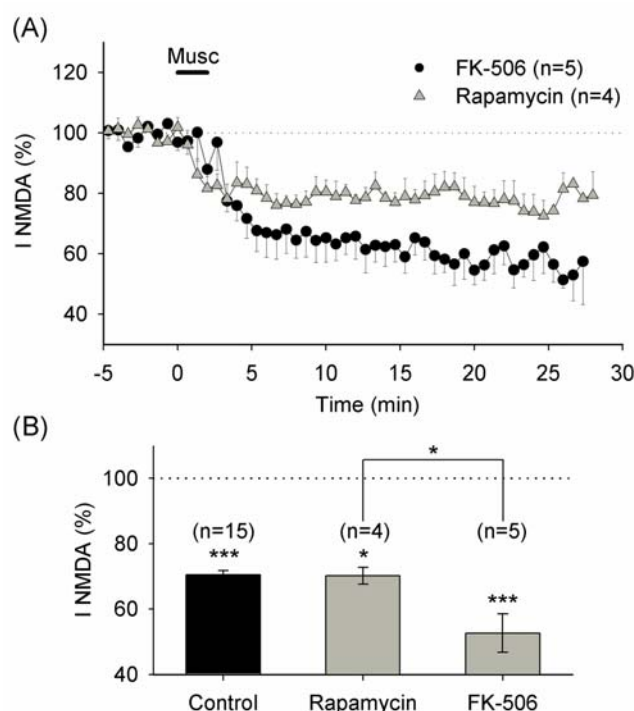 (A)
Musc
FK-506 (n=5)
Rapamycin (n=4)
I NMDA (%)
120
100
80
60
40
-5 0 5 10 15 20 25 30
Time (min)
(B)
*
I NMDA (%)
100
80
60
40
(n=15) (n=4) (n=5)
*** * ***
Control Rapamycin FK-506